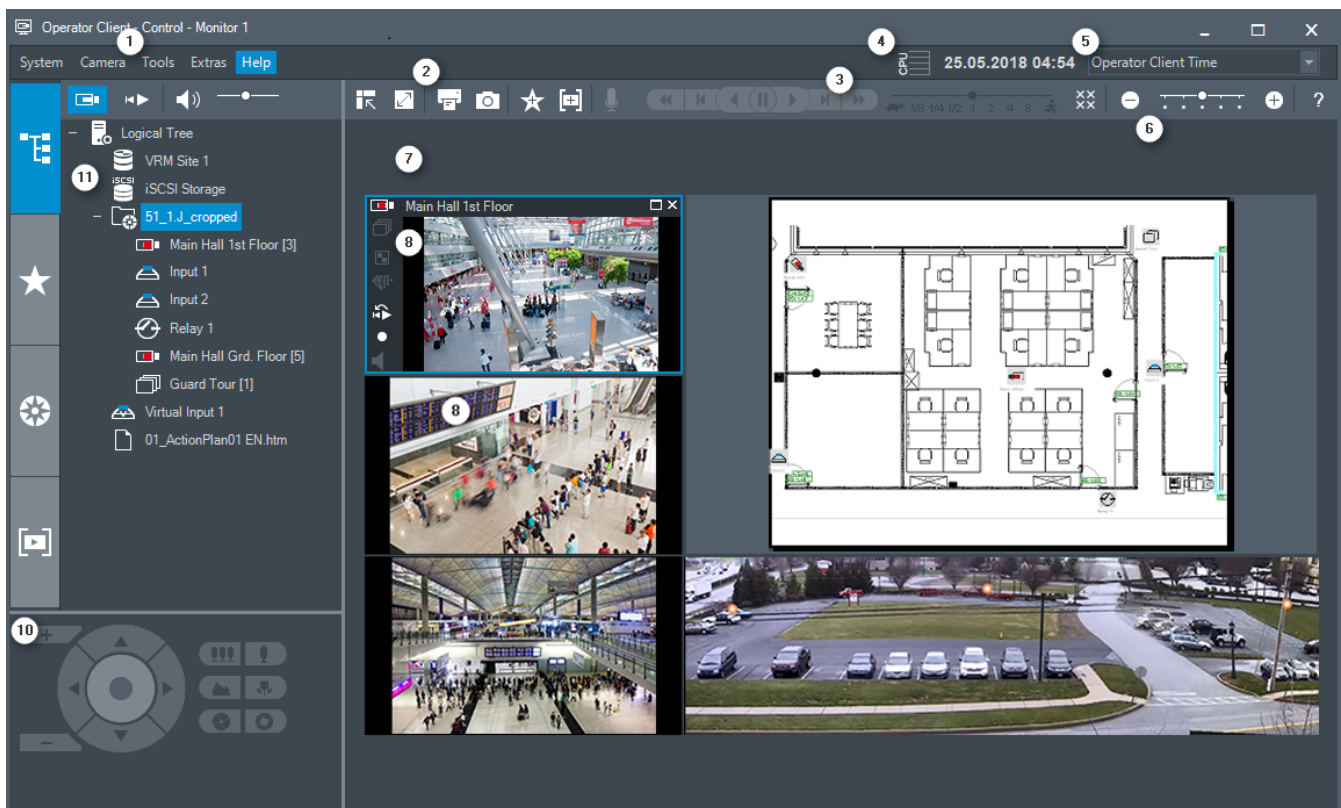 Operator Client - Control - Monitor 1
1
System Camera Tools Extras Help
4
CPU
25.05.2018 04:54
5
Operator Client Time
2
3
1/8 1/4 1/2 1 2 4 8
6
?
Logical Tree
VRM Site 1
11
iSCSI
iSCSI Storage
51_1.J_cropped
Main Hall 1st Floor [3]
Input 1
Input 2
Relay 1
Main Hall Grd. Floor [5]
Guard Tour [1]
Virtual Input 1
01_ActionPlan01 EN.htm
7
Main Hall 1st Floor
8
8
Relay 1
10